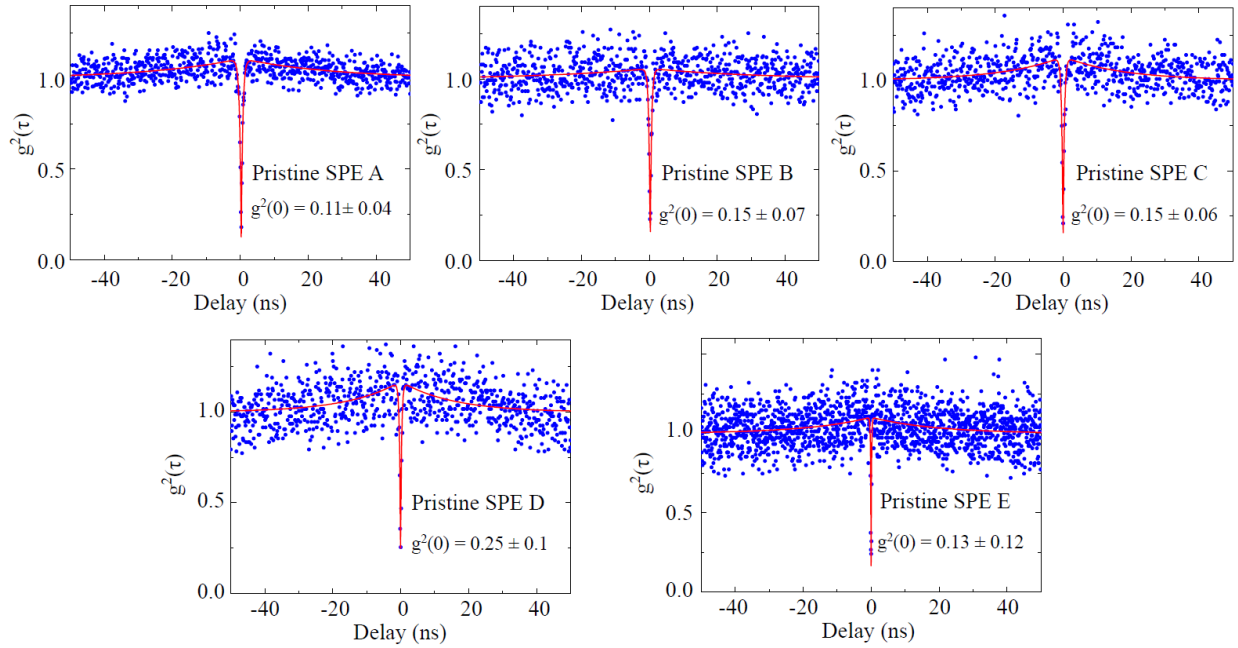 1.0
0.5
0.0
g²(τ)
Pristine SPE A
g²(0) = 0.11± 0.04
-40 -20 0 20 40
Delay (ns)
1.0
0.5
0.0
g²(τ)
Pristine SPE B
g²(0) = 0.15 ± 0.07
-40 -20 0 20 40
Delay (ns)
1.0
0.5
0.0
g²(τ)
Pristine SPE C
g²(0) = 0.15 ± 0.06
-40 -20 0 20 40
Delay (ns)
1.0
0.5
0.0
g²(τ)
Pristine SPE D
g²(0) = 0.25 ± 0.1
-40 -20 0 20 40
Delay (ns)
1.0
0.5
0.0
g²(τ)
Pristine SPE E
g²(0) = 0.13 ± 0.12
-40 -20 0 20 40
Delay (ns)